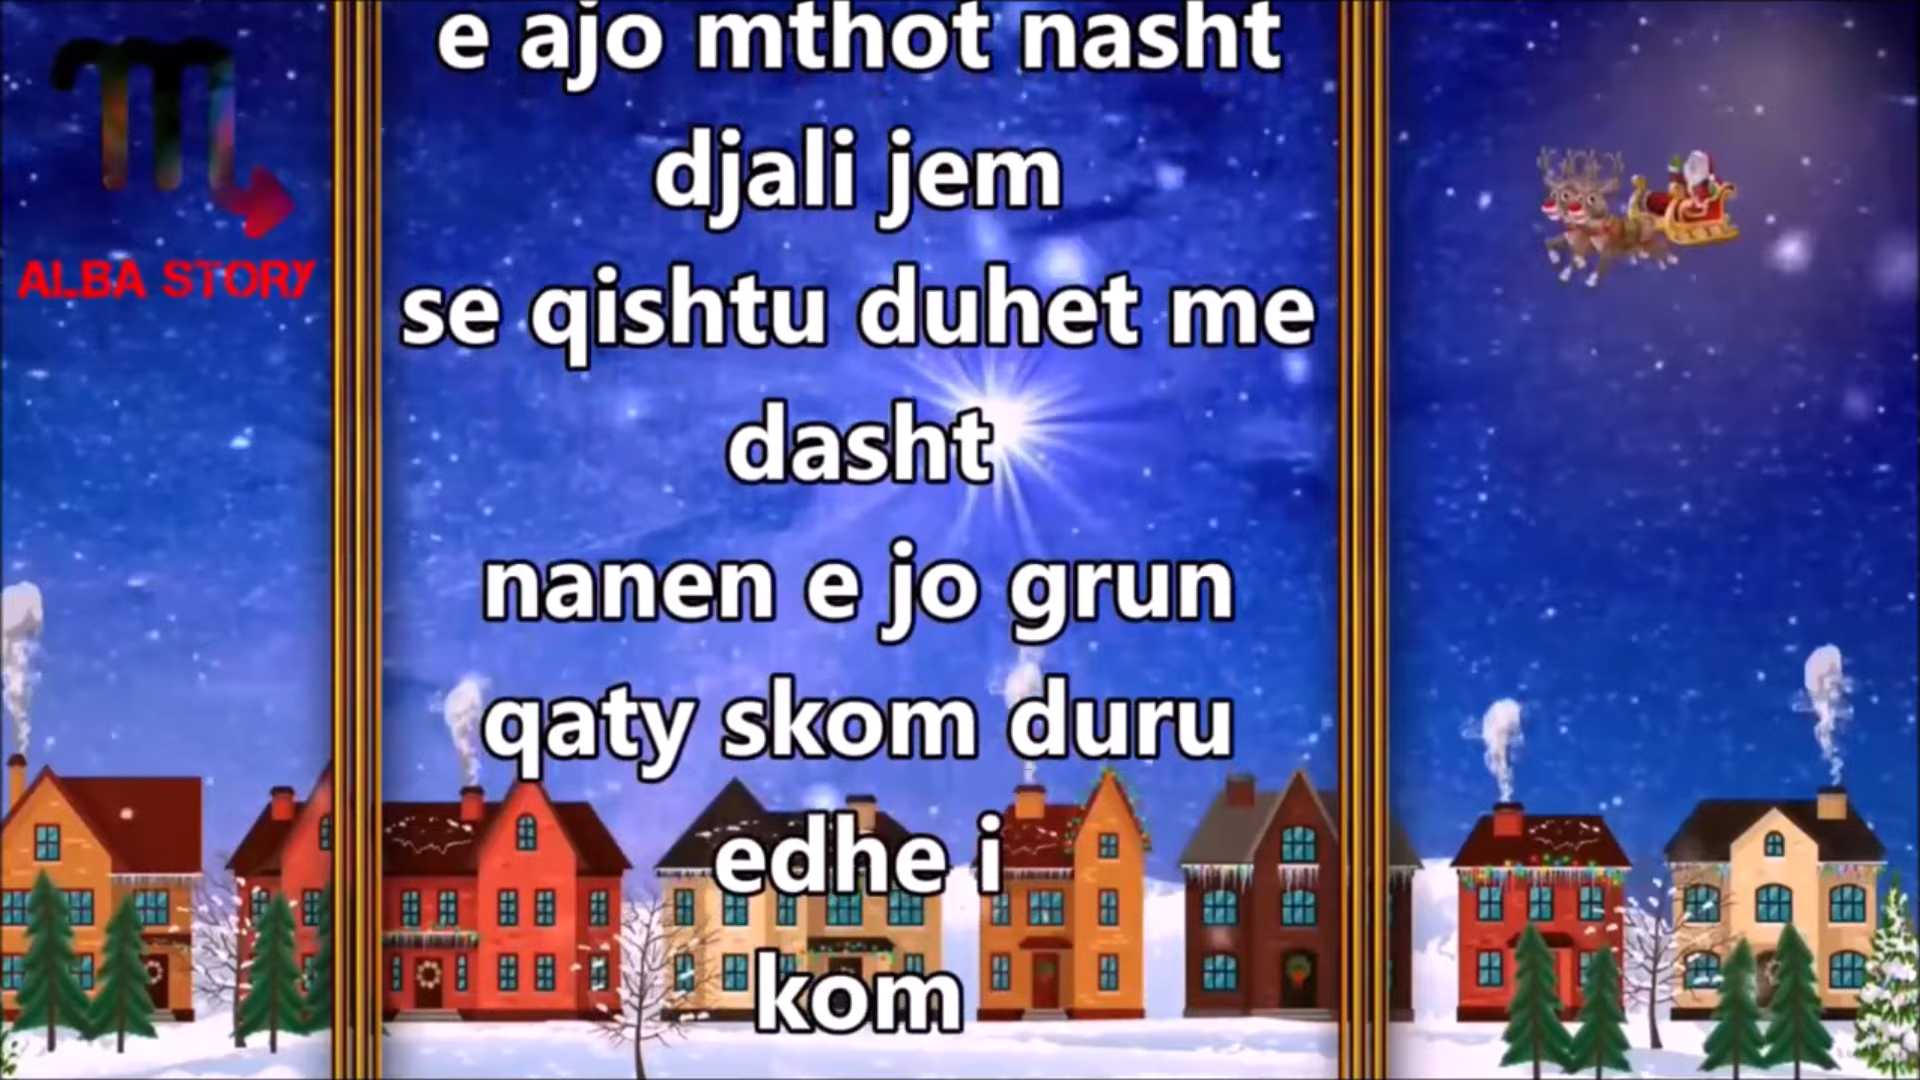 e ajo mthot nasht
djali jem
se qishtu duhet me
dasht
nanen e jo grun
qaty skom duru
edhe i
kom
ALBA STORY